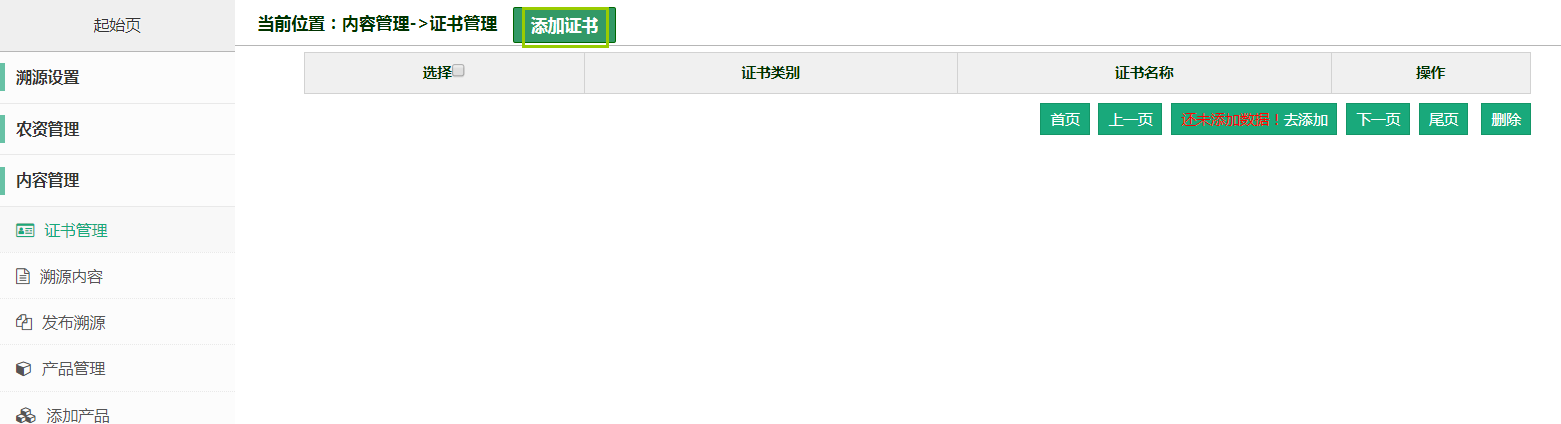 起始页
溯源设置
农资管理
内容管理
证书管理
溯源内容
发布溯源
产品管理
添加产品
当前位置：内容管理->证书管理 添加证书
选择 证书类别 证书名称 操作
首页 上一页 还未添加数据！去添加 下一页 尾页 删除